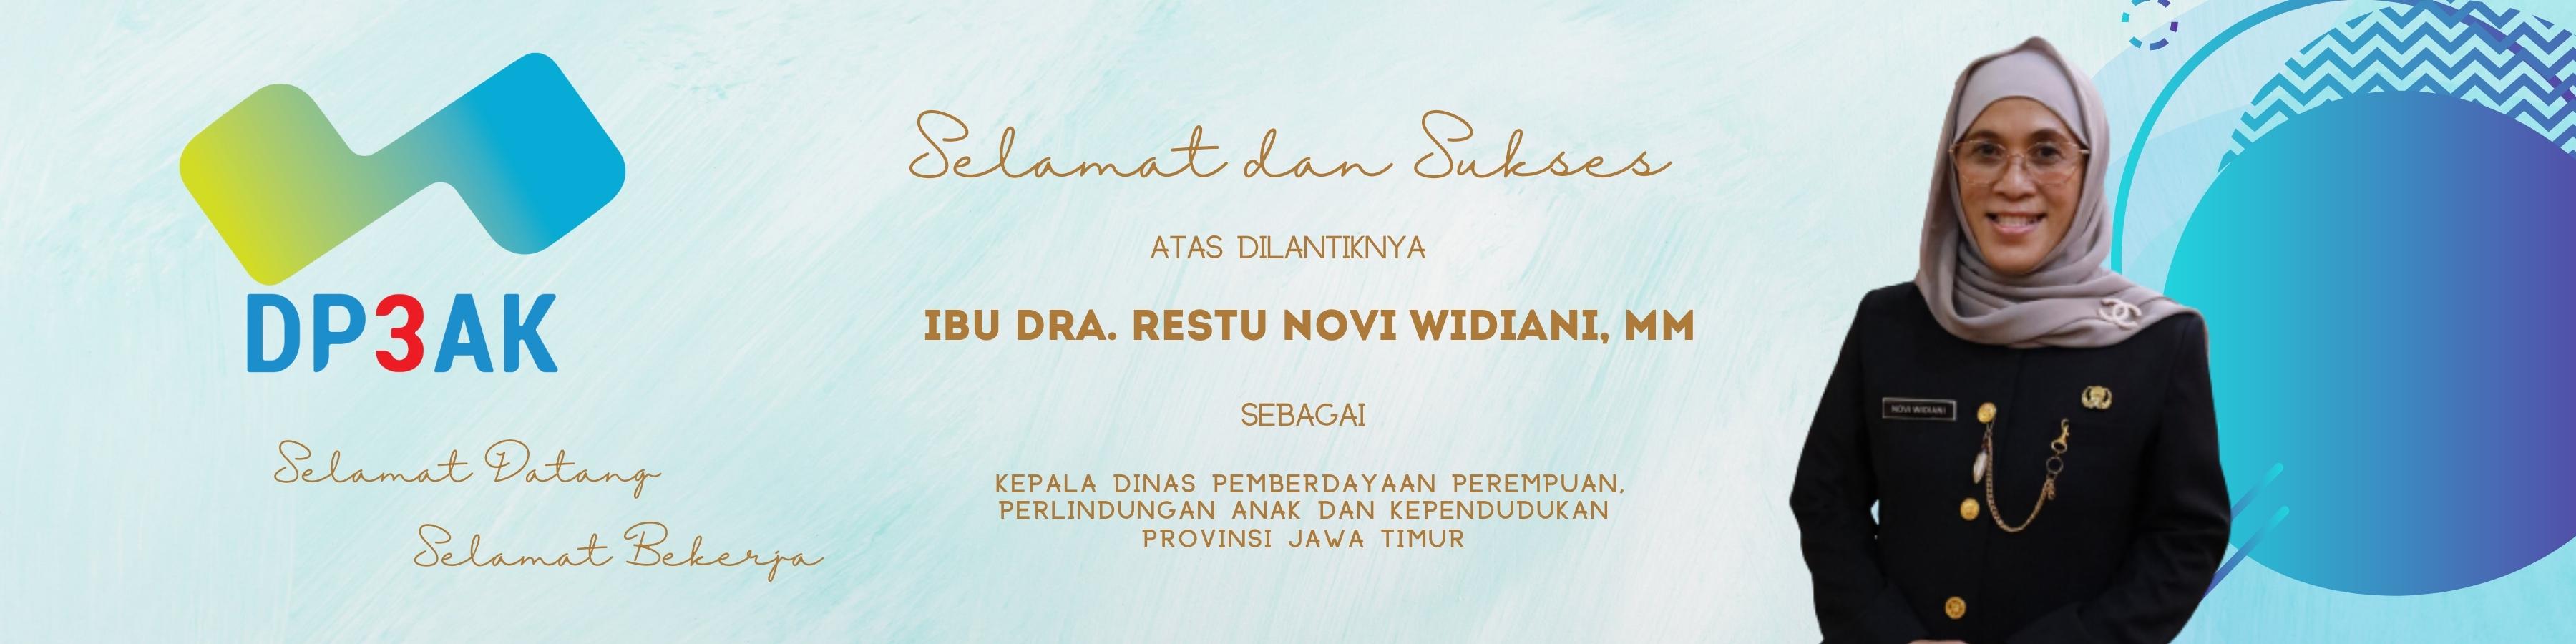 DP3AK
Selamat Datang
Selamat Bekerja
Selamat dan Sukses
ATAS DILANTIKNYA
IBU DRA. RESTU NOVI WIDIANI, MM
SEBAGAI
KEPALA DINAS PEMBERDAYAAN PEREMPUAN,
PERLINDUNGAN ANAK DAN KEPENDUDUKAN
PROVINSI JAWA TIMUR
NOVI WIDIANI